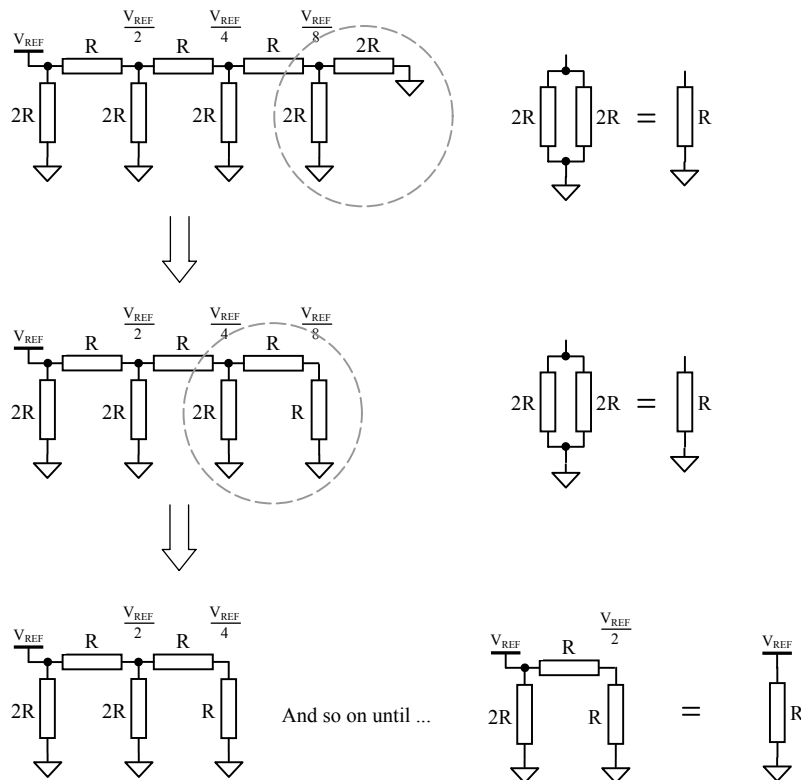 V_REF/2 V_REF/4 V_REF/8
V_REF R R R 2R
2R 2R 2R 2R 2R 2R = R
V_REF/2 V_REF/4 V_REF/8
V_REF R R R
2R 2R 2R R 2R 2R = R
V_REF/2 V_REF/4 V_REF/2
V_REF R R V_REF R V_REF
2R 2R R And so on until ... 2R R = R